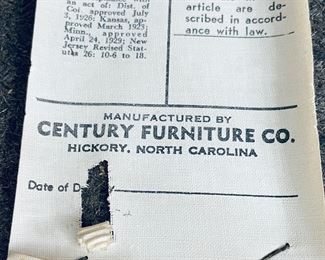 an act of: Dist. of
Col. approved July
3, 1926; Kansas, ap-
proved March 1923;
Minn., approved
April 24, 1929; New
Jersey Revised Stat-
utes 26: 10-6 to 18.
article are de-
scribed in accord-
ance with law.
MANUFACTURED BY
CENTURY FURNITURE CO.
HICKORY, NORTH CAROLINA
Date of